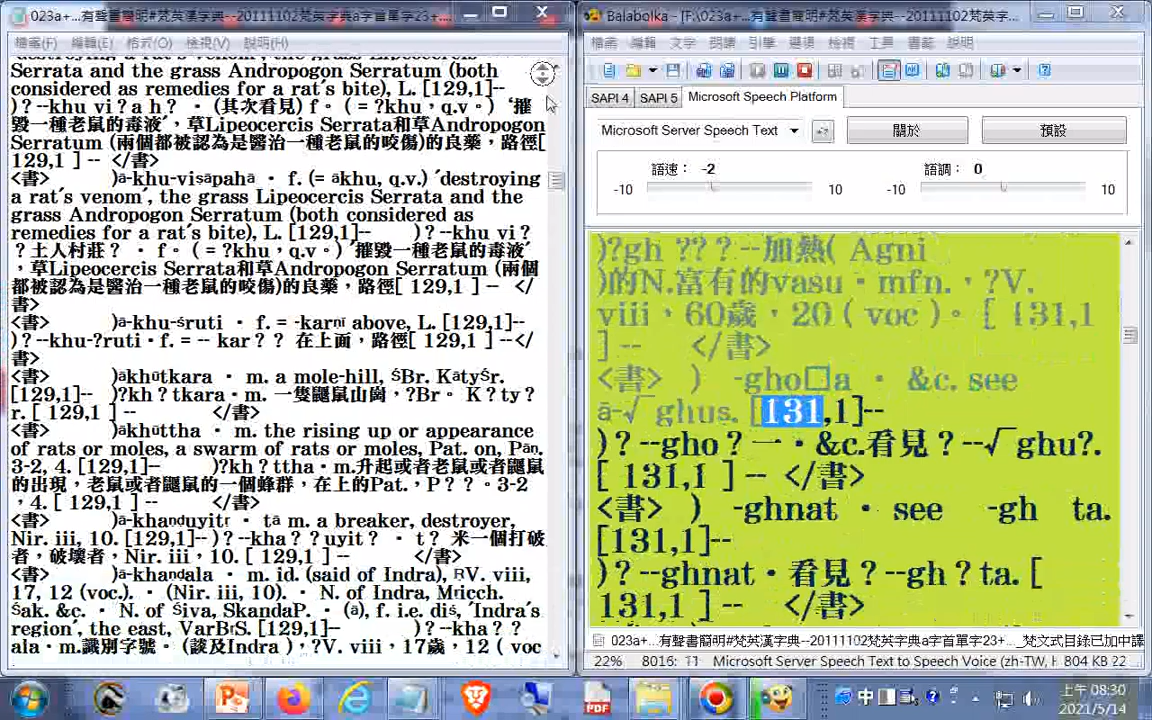 023a+...有聲書簡明#梵英漢字典--20111102梵英字典a字首單字23+...
檔案(F) 編輯(E) 格式(O) 檢視(V) 說明(H)
Serrata and the grass Andropogon Serratum (both
considered as remedies for a rat's bite), L. [129,1]--
)?--khu vi?a h? ‧ (其次看見) f。( = ?khu，q.v。) ‘摧
毀一種老鼠的毒液’，草Lipeocercis Serrata和草Andropogon
Serratum (兩個都被認為是醫治一種老鼠的咬傷)的良藥，路徑[
129,1 ] -- </書>
<書> )ā-khu-viṣāpahā ‧ f. (= ākhu, q.v.) 'destroying
a rat's venom', the grass Lipeocercis Serrata and the
grass Andropogon Serratum (both considered as
remedies for a rat's bite), L. [129,1]-- )?--khu vi?
?土人村莊? ‧ f。( = ?khu，q.v。) ‘摧毀一種老鼠的毒液’
，草Lipeocercis Serrata和草Andropogon Serratum (兩個
都被認為是醫治一種老鼠的咬傷)的良藥，路徑[ 129,1 ] -- </
書>
<書> )ā-khu-śruti ‧ f. = -karṇī above, L. [129,1]--
)?--khu-?ruti‧f. = -- kar?? 在上面，路徑[ 129,1 ] -- </
書>
<書> )ākhūtkara ‧ m. a mole-hill, ŚBr. KātyŚr.
[129,1]-- )?kh?tkara‧m. 一隻鼴鼠山崗，?Br。K?ty?
r. [ 129,1 ] -- </書>
<書> )ākhūttha ‧ m. the rising up or appearance
of rats or moles, a swarm of rats or moles, Pat. on, Pāṇ.
3-2, 4. [129,1]-- )?kh?ttha‧m.升起或者老鼠或者鼴鼠
的出現，老鼠或者鼴鼠的一個蜂群，在上的Pat.，P??。3-2
，4. [ 129,1 ] -- </書>
<書> )ā-khaṇḍuyitṛ ‧ tā m. a breaker, destroyer,
Nir. iii, 10. [129,1]-- )?--kha??uyit? ‧ t? 米一個打破
者，破壞者，Nir. iii，10. [ 129,1 ] -- </書>
<書> )ā-khaṇḍala ‧ m. id. (said of Indra), ṚV. viii,
17, 12 (voc.). ‧ (Nir. iii, 10). ‧ N. of Indra, Mṛicch.
Śak. &c. ‧ N. of Śiva, SkandaP. ‧ (ā), f. i.e. diś, 'Indra's
region', the east, VarBṛS. [129,1]-- )?--kha??
ala‧m.識別字號。(談及Indra )，?V. viii，17歲，12 ( voc
Balabolka - [F:\023a+...有聲書簡明#梵英漢字典--20111102梵英字...
檔案 編輯 文字 朗讀 引擎 選項 檢視 工具 書籤 說明
SAPI 4 SAPI 5 Microsoft Speech Platform
Microsoft Server Speech Text 關於 預設
語速： -2 語調： 0
-10 10 -10 10
)?gh ??? --加熱( Agni
)的N.富有的vasu‧mfn.，?V.
viii，60歲，20 ( voc )。[ 131,1
] -- </書>
<書> ) -gho□a ‧ &c. see
ā-√ghus. [131,1]--
)?--gho?一‧&c.看見?--√ghu?.
[ 131,1 ] -- </書>
<書> ) -ghnat ‧ see -gh ta.
[131,1]--
)?--ghnat‧看見?--gh?ta. [
131,1 ] -- </書>
023a+...有聲書簡明#梵英漢字典--20111102梵英字典a字首單字23+..._梵文式目錄已加中譯
22% 8016: 11 Microsoft Server Speech Text to Speech Voice (zh-TW, H 804 KB 22
中
上午 08:30
2021/5/14